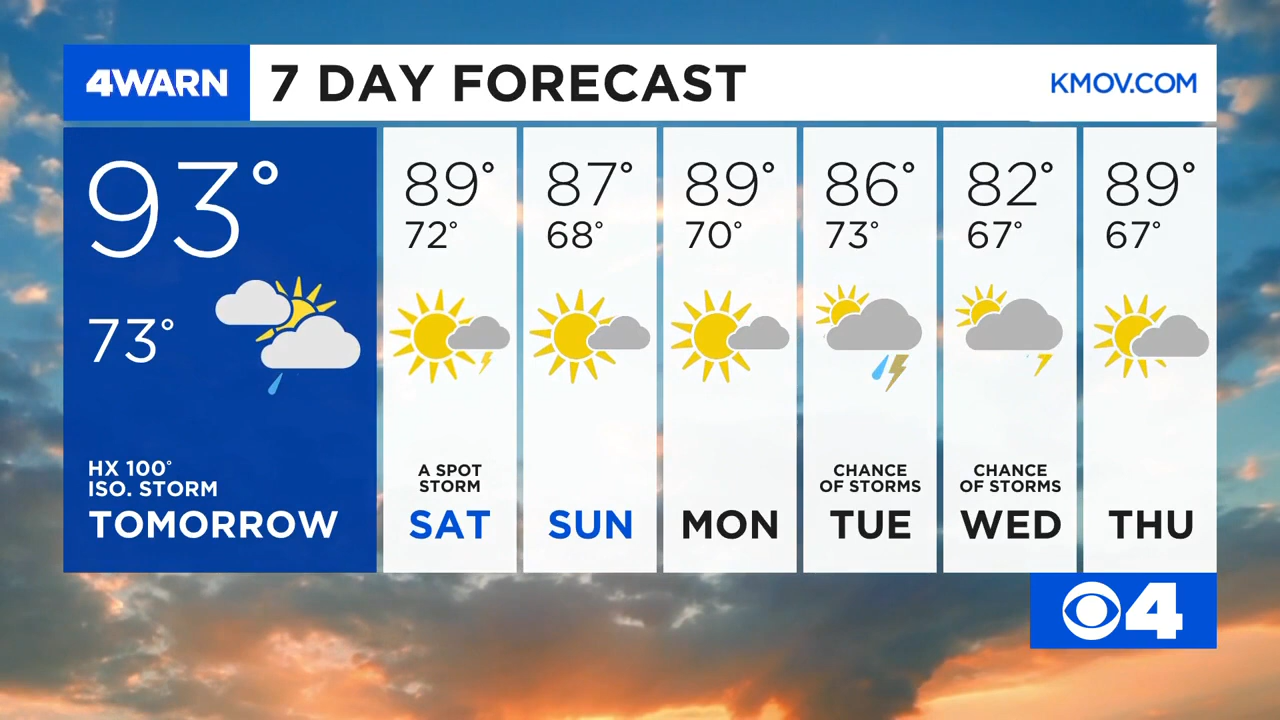 4WARN
7 DAY FORECAST
KMOV.COM
93°
73°
HX 100°
ISO. STORM
TOMORROW
89°
72°
A SPOT
STORM
SAT
87°
68°
SUN
89°
70°
MON
86°
73°
CHANCE
OF STORMS
TUE
82°
67°
CHANCE
OF STORMS
WED
89°
67°
THU
4